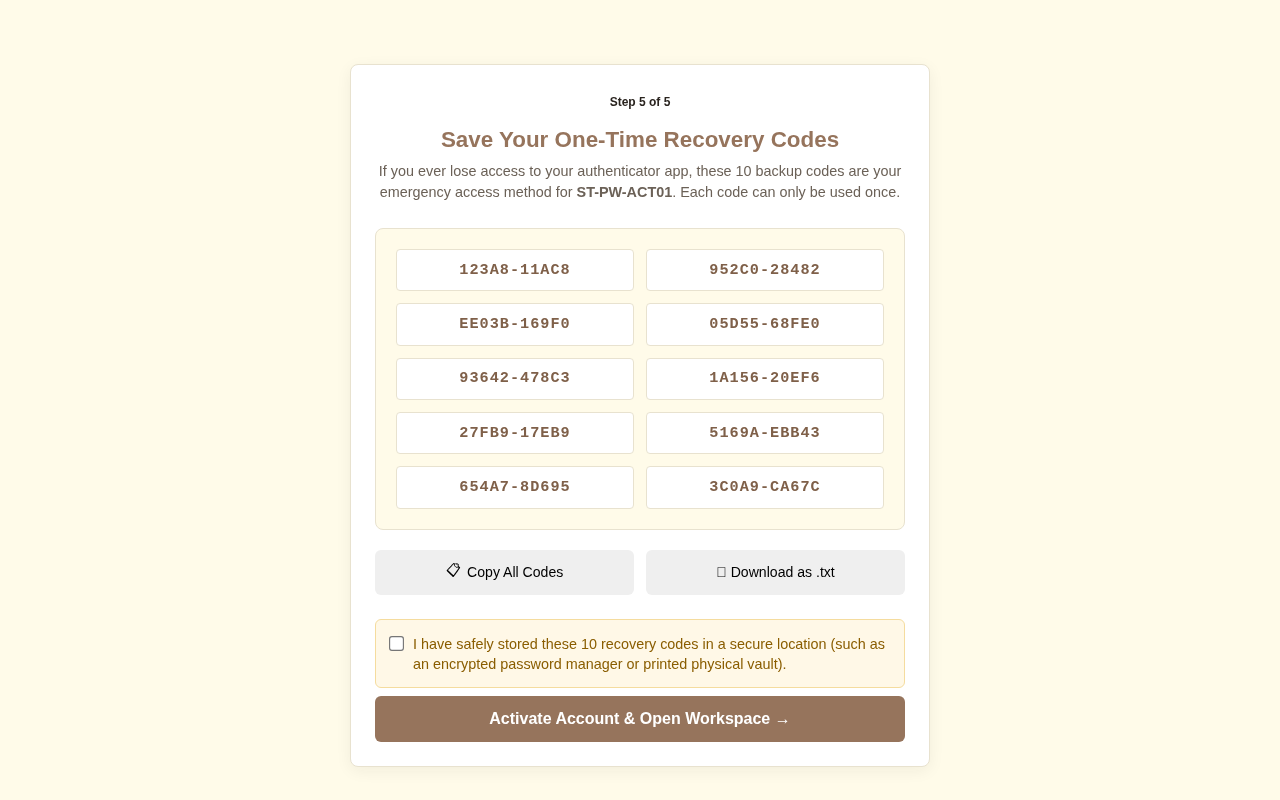 Step 5 of 5
Save Your One-Time Recovery Codes
If you ever lose access to your authenticator app, these 10 backup codes are your
emergency access method for ST-PW-ACT01. Each code can only be used once.
123A8-11AC8
952C0-28482
EE03B-169F0
05D55-68FE0
93642-478C3
1A156-20EF6
27FB9-17EB9
5169A-EBB43
654A7-8D695
3C0A9-CA67C
📋 Copy All Codes
Download as .txt
I have safely stored these 10 recovery codes in a secure location (such as
an encrypted password manager or printed physical vault).
Activate Account & Open Workspace →